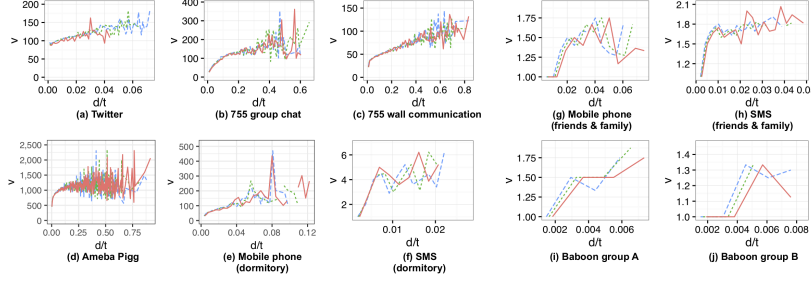 200
150
100
50
0
V
0.00 0.02 0.04 0.06
d/t
(a) Twitter
400
300
200
100
0
V
0.0 0.2 0.4 0.6
d/t
(b) 755 group chat
150
100
50
0
V
0.0 0.2 0.4 0.6 0.8
d/t
(c) 755 wall communication
1.75
1.50
1.25
1.00
V
0.02 0.04 0.06
d/t
(g) Mobile phone
(friends & family)
2.1
1.8
1.5
1.2
V
0.00 0.01 0.02 0.03 0.04 0.0
d/t
(h) SMS
(friends & family)
2,500
2,000
1,500
1,000
500
0
V
0.00 0.25 0.50 0.75
d/t
(d) Ameba Pigg
500
400
300
200
100
0
V
0.00 0.04 0.08 0.12
d/t
(e) Mobile phone
(dormitory)
6
4
2
V
0.01 0.02
d/t
(f) SMS
(dormitory)
1.75
1.50
1.25
1.00
V
0.002 0.004 0.006
d/t
(i) Baboon group A
1.4
1.3
1.2
1.1
1.0
V
0.002 0.004 0.006 0.008
d/t
(j) Baboon group B